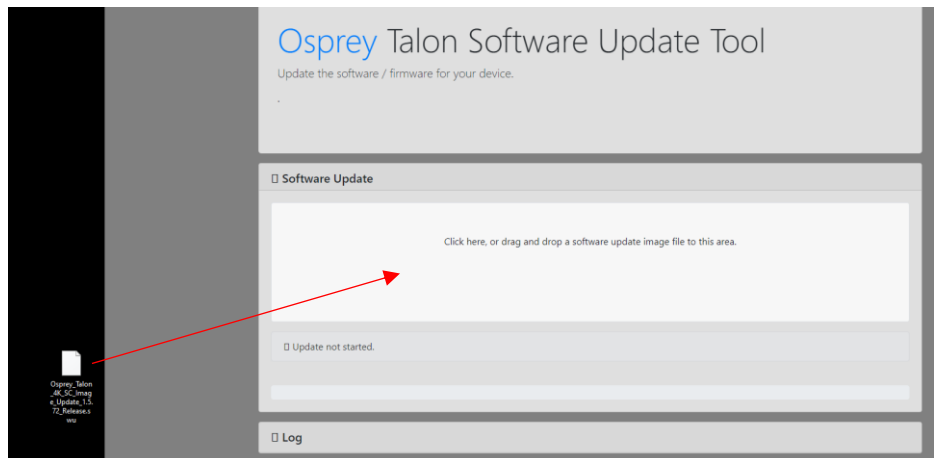 Osprey Talon Software Update Tool
Update the software / firmware for your device.
.
Software Update
Click here, or drag and drop a software update image file to this area.
Update not started.
Osprey_Talon
_4K_SC_Imag
e_Update_1.5.
72_Release.s
wu
Log